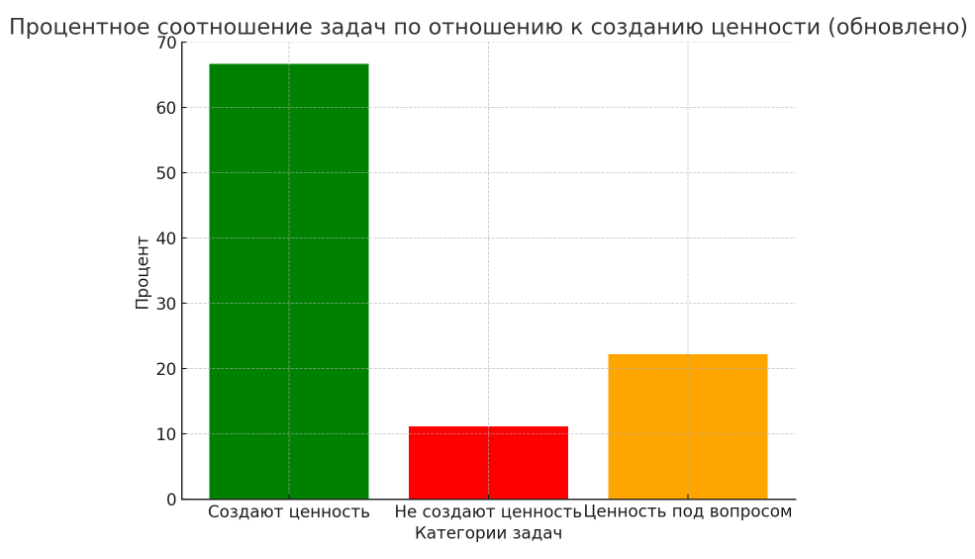 Процентное соотношение задач по отношению к созданию ценности (обновлено)
70
60
50
40
30
20
10
0
Процент
Создают ценность
Не создают ценность
Ценность под вопросом
Категории задач